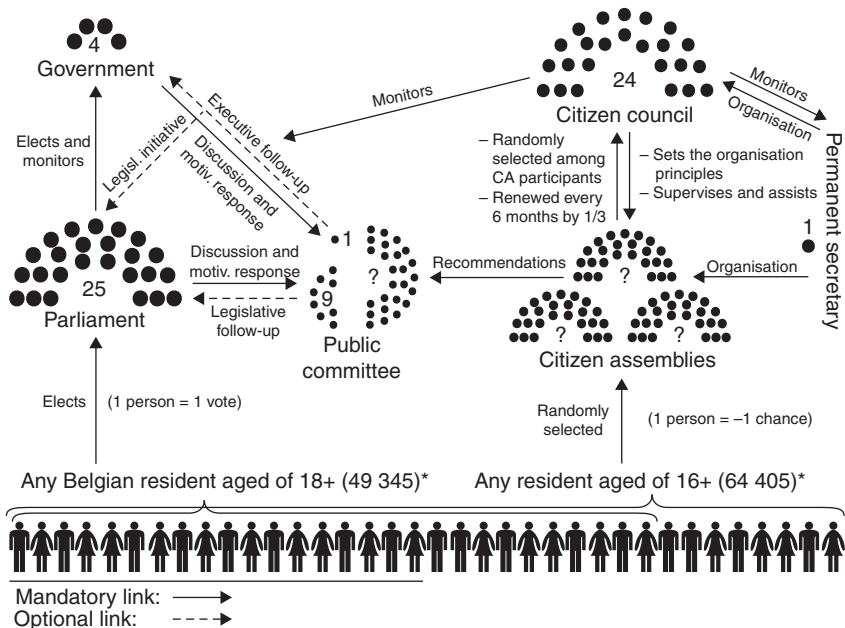 4
Government
24
Citizen council
Monitors
Monitors
Organisation
Permanent secretary
1
Elects and
monitors
Legisl. initiative
Executive follow-up
Discussion and
motiv. response
– Randomly
selected among
CA participants
– Renewed every
6 months by 1/3
– Sets the organisation
principles
– Supervises and assists
25
Parliament
Discussion and
motiv. response
Legislative
follow-up
1
?
9
Public
committee
Recommendations
?
?
?
Citizen assemblies
Organisation
Elects
(1 person = 1 vote)
Randomly
selected
(1 person = –1 chance)
Any Belgian resident aged of 18+ (49 345)*
Any resident aged of 16+ (64 405)*
Mandatory link:
Optional link: